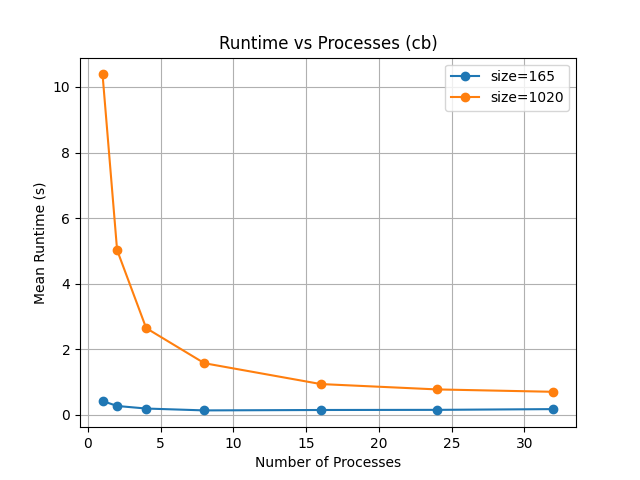 Runtime vs Processes (cb)
size=165
size=1020
Mean Runtime (s)
10
8
6
4
2
0
0 5 10 15 20 25 30
Number of Processes